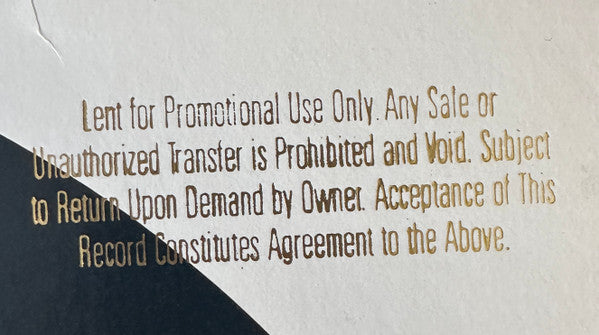 Lent for Promotional Use Only. Any Sale or
Unauthorized Transfer is Prohibited and Void. Subject
to Return Upon Demand by Owner. Acceptance of This
Record Constitutes Agreement to the Above.